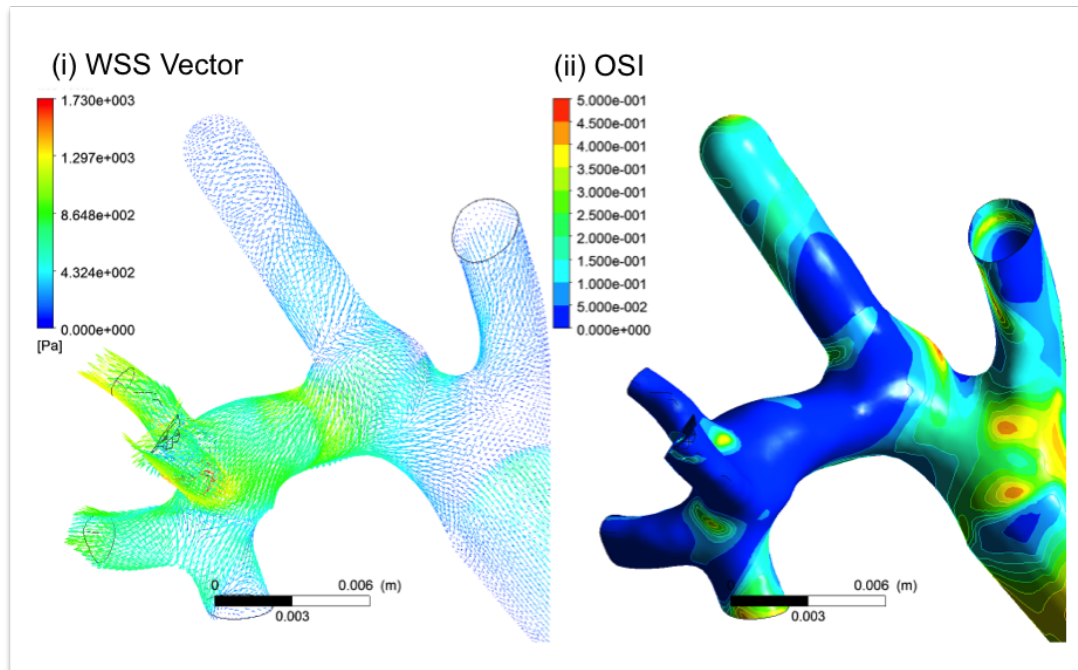 (i) WSS Vector
1.730e+003
1.297e+003
8.648e+002
4.324e+002
0.000e+000
[Pa]
0
0.006 (m)
0.003
(ii) OSI
5.000e-001
4.500e-001
4.000e-001
3.500e-001
3.000e-001
2.500e-001
2.000e-001
1.500e-001
1.000e-001
5.000e-002
0.000e+000
0
0.006 (m)
0.003